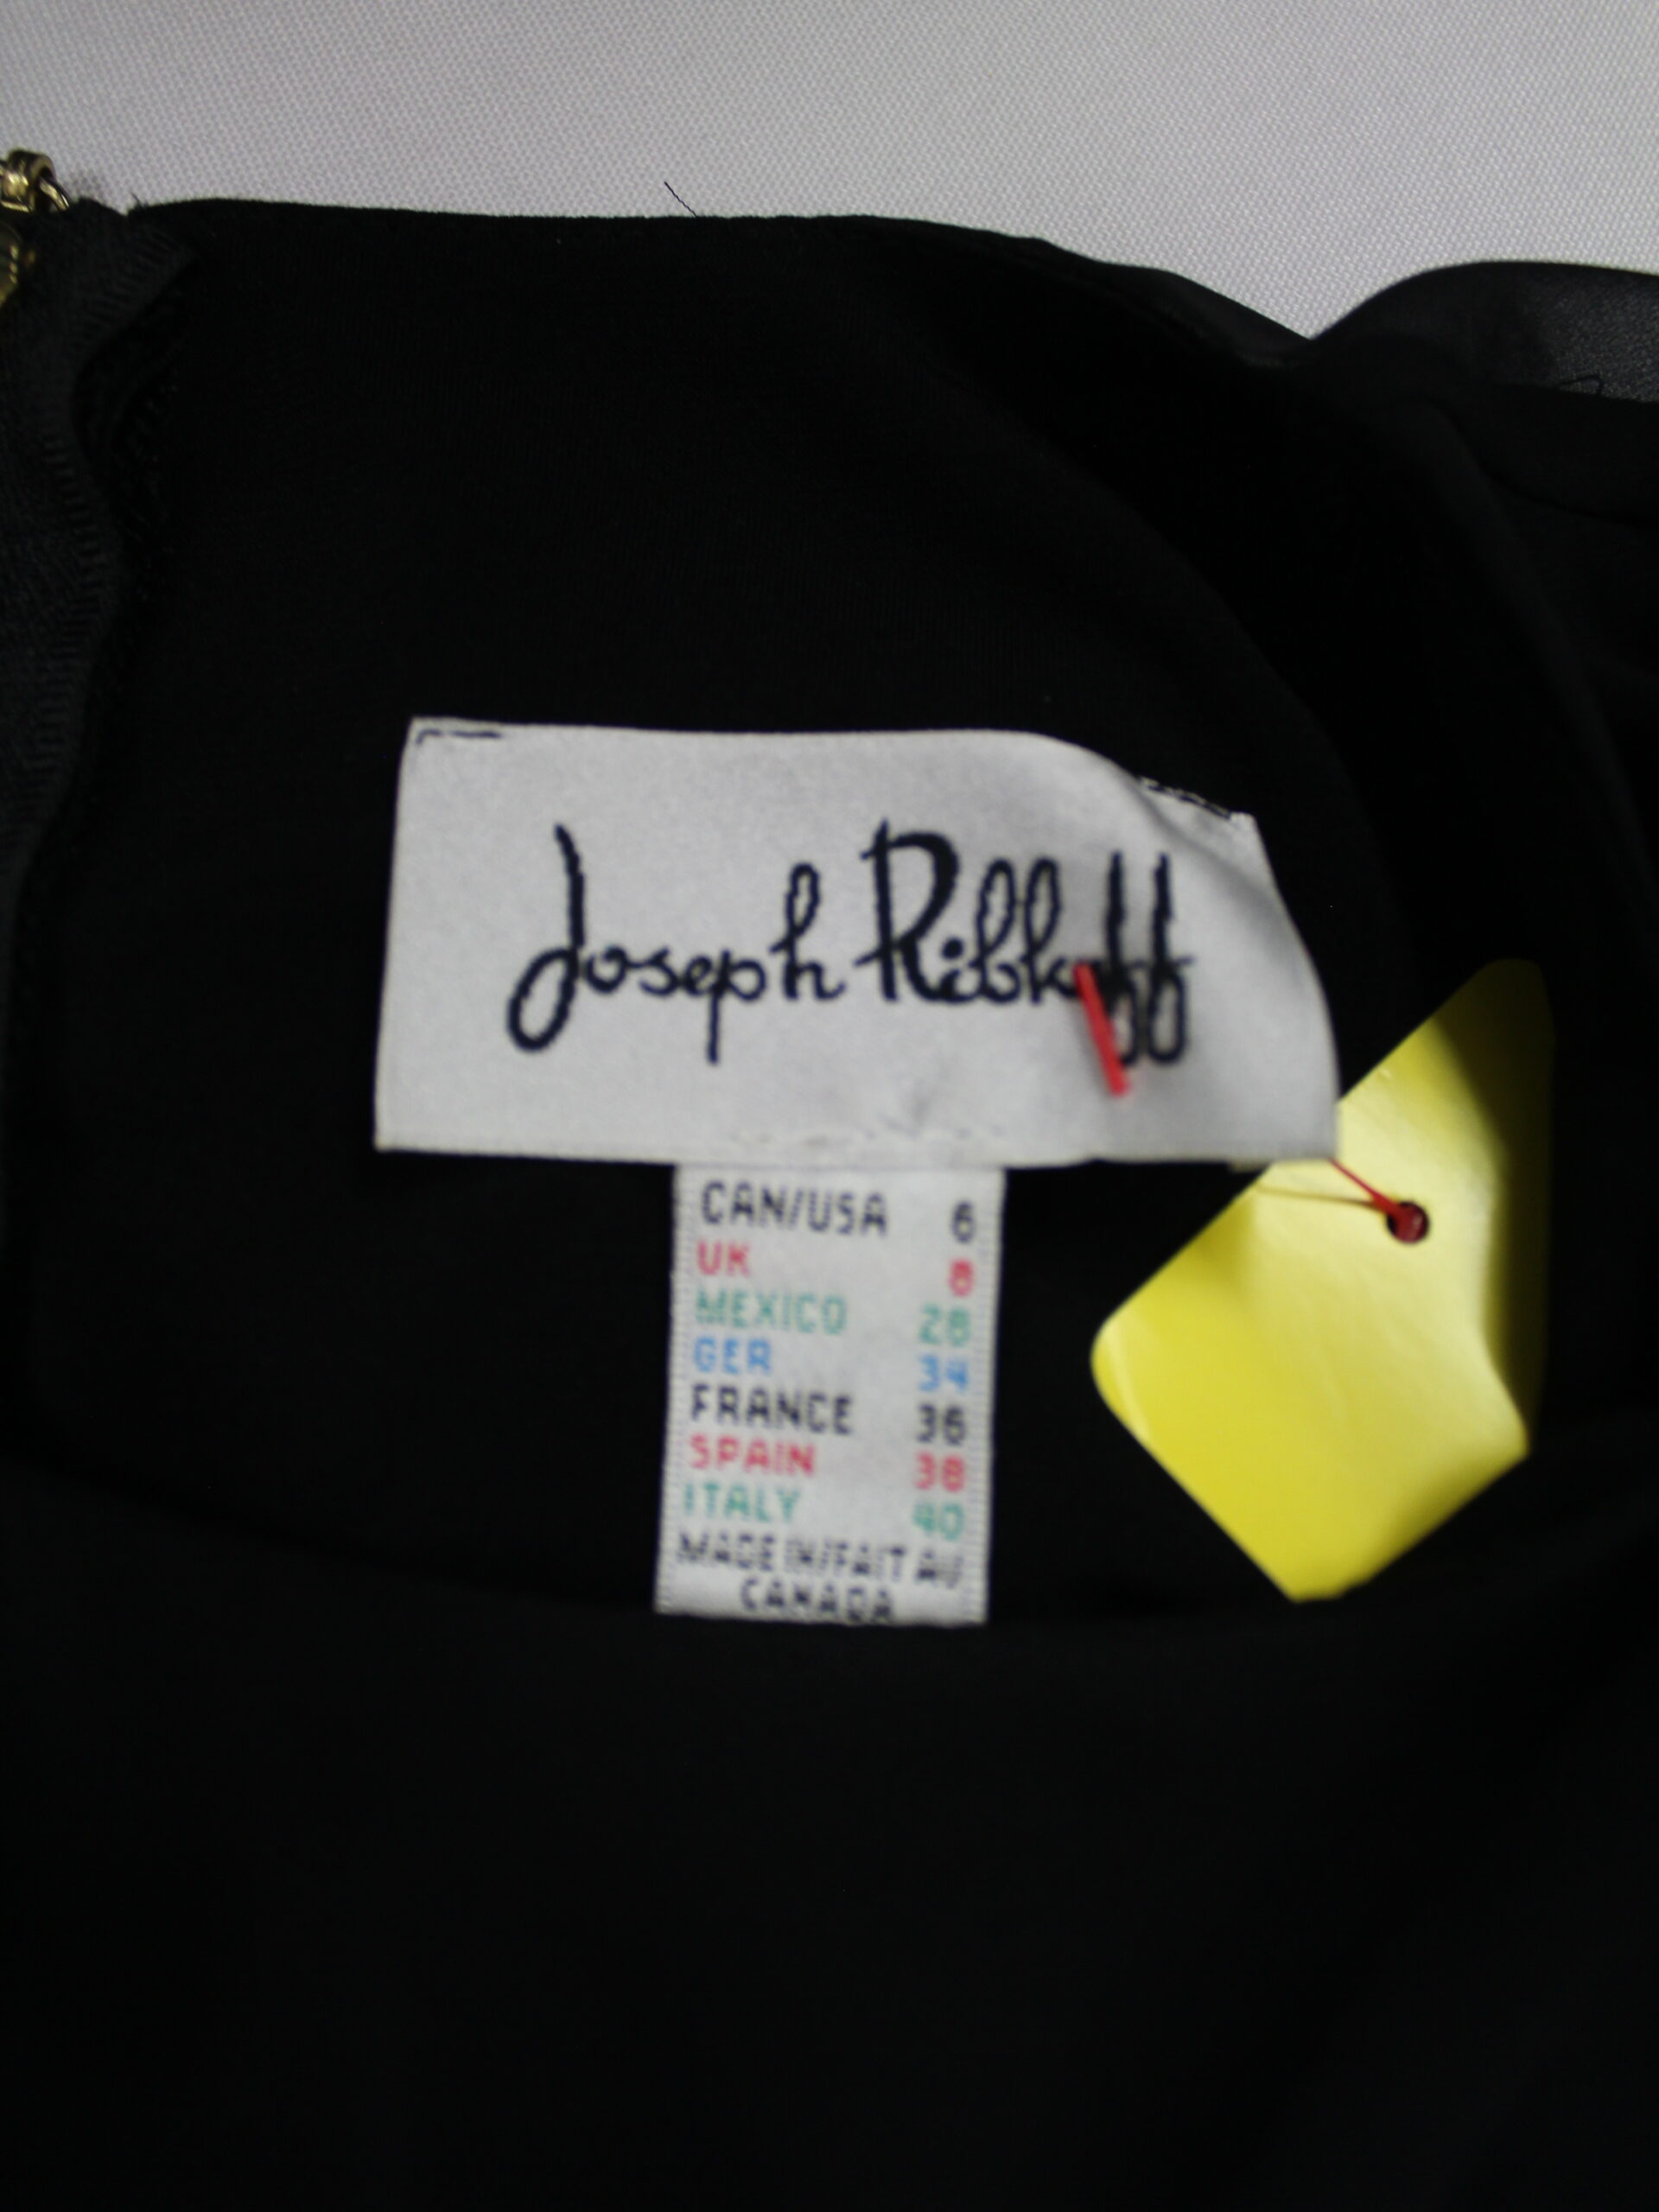 Joseph Ribkoff
CAN/USA 6
UK 8
MEXICO 28
GER 34
FRANCE 36
SPAIN 38
ITALY 40
MADE IN/FAIT AU
CANADA